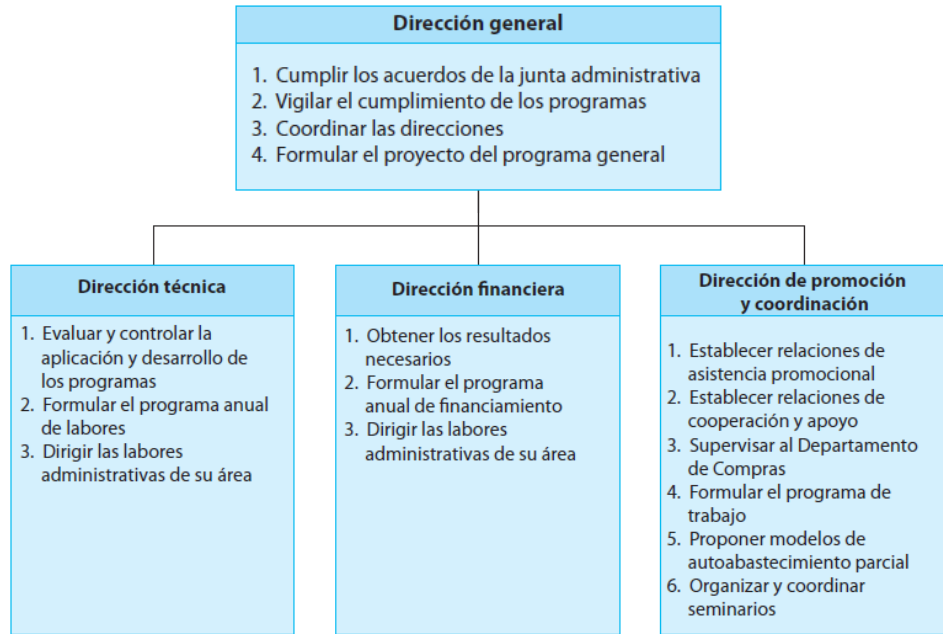 Dirección general
1. Cumplir los acuerdos de la junta administrativa
2. Vigilar el cumplimiento de los programas
3. Coordinar las direcciones
4. Formular el proyecto del programa general
Dirección técnica
1. Evaluar y controlar la
aplicación y desarrollo de
los programas
2. Formular el programa anual
de labores
3. Dirigir las labores
administrativas de su área
Dirección financiera
1. Obtener los resultados
necesarios
2. Formular el programa
anual de financiamiento
3. Dirigir las labores
administrativas de su área
Dirección de promoción
y coordinación
1. Establecer relaciones de
asistencia promocional
2. Establecer relaciones de
cooperación y apoyo
3. Supervisar al Departamento
de Compras
4. Formular el programa de
trabajo
5. Proponer modelos de
autoabastecimiento parcial
6. Organizar y coordinar
seminarios